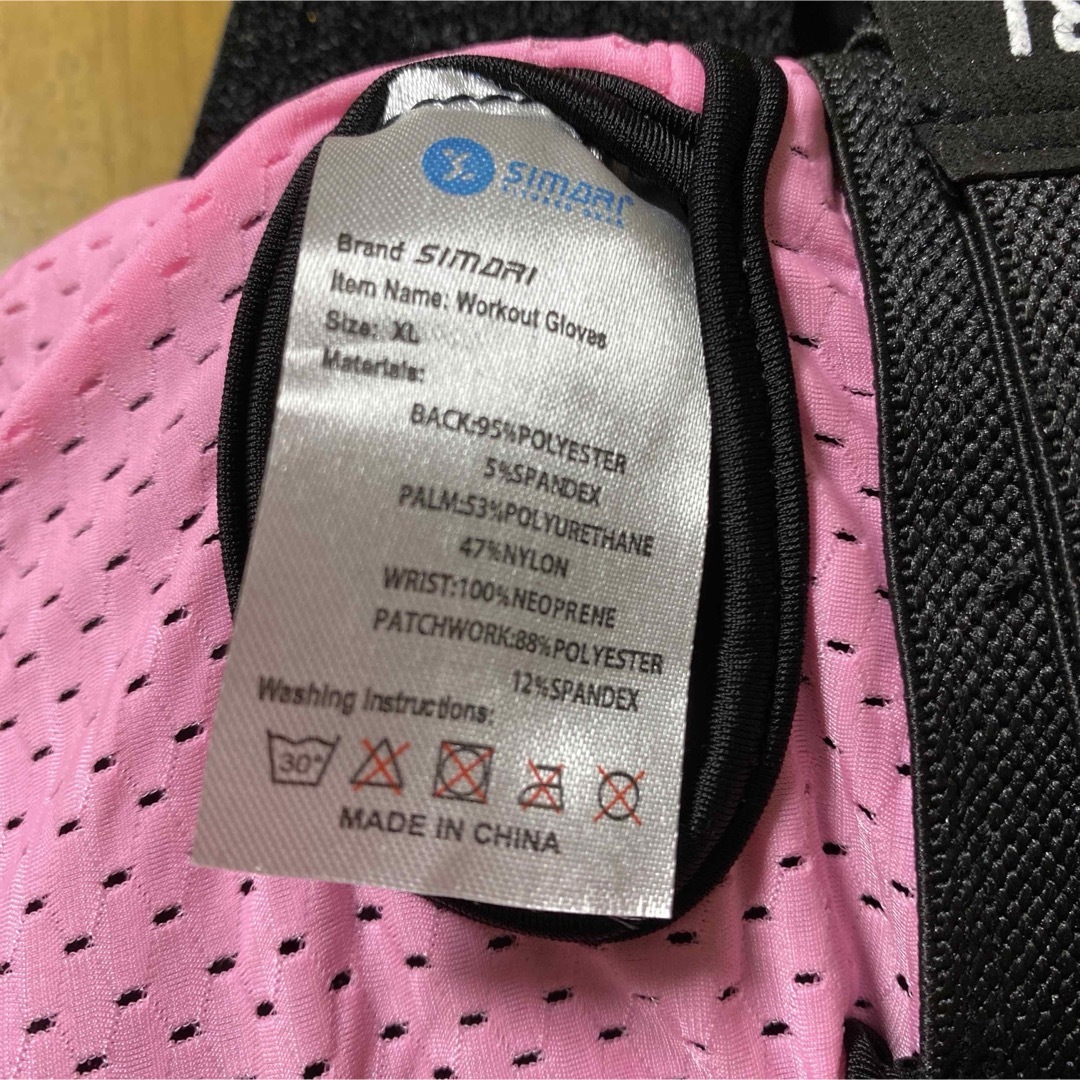 SIMARI
Brand SIMARI
Item Name: Workout Gloves
Size: XL
Materials:
BACK:95%POLYESTER
5%SPANDEX
PALM:53%POLYURETHANE
47%NYLON
WRIST:100%NEOPRENE
PATCHWORK:88%POLYESTER
12%SPANDEX
Washing Instructions:
30°
MADE IN CHINA